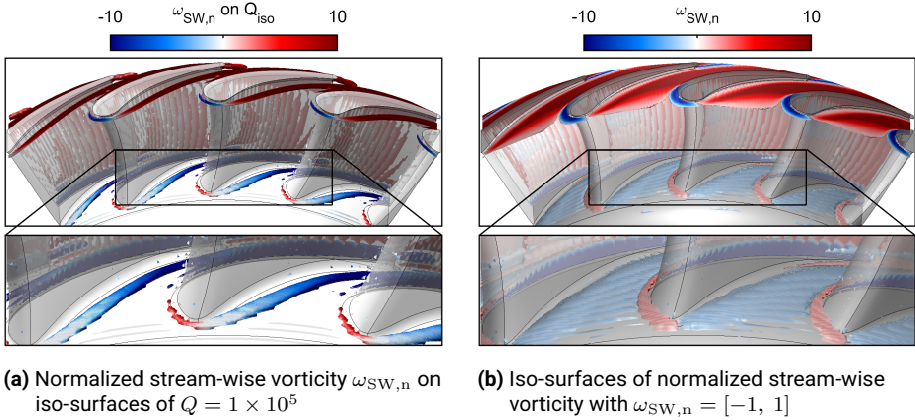 ω_SW,n on Q_iso
-10 10
ω_SW,n
-10 10
(a) Normalized stream-wise vorticity ω_SW,n on
iso-surfaces of Q = 1 × 10^5
(b) Iso-surfaces of normalized stream-wise
vorticity with ω_SW,n = [−1, 1]